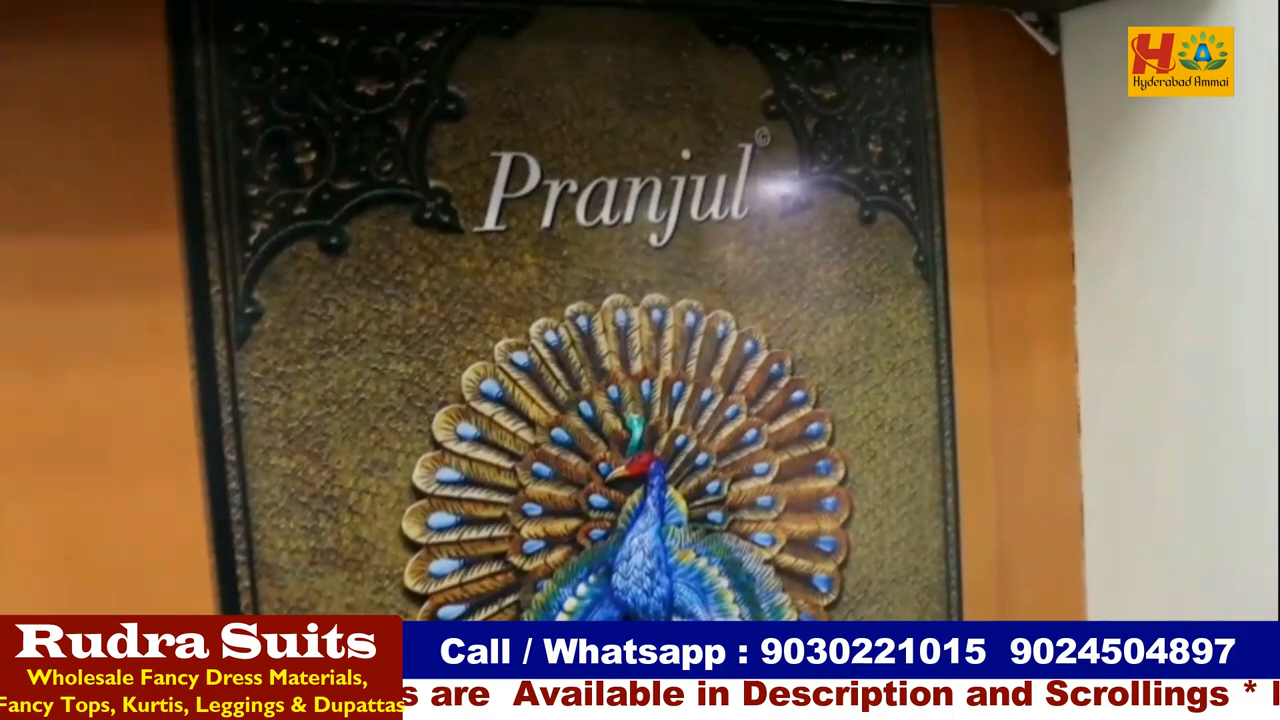 Pranjul©
H A
Hyderabad Ammai
Rudra Suits
Wholesale Fancy Dress Materials,
Fancy Tops, Kurtis, Leggings & Dupattas
Call / Whatsapp : 9030221015 9024504897
s are Available in Description and Scrollings *